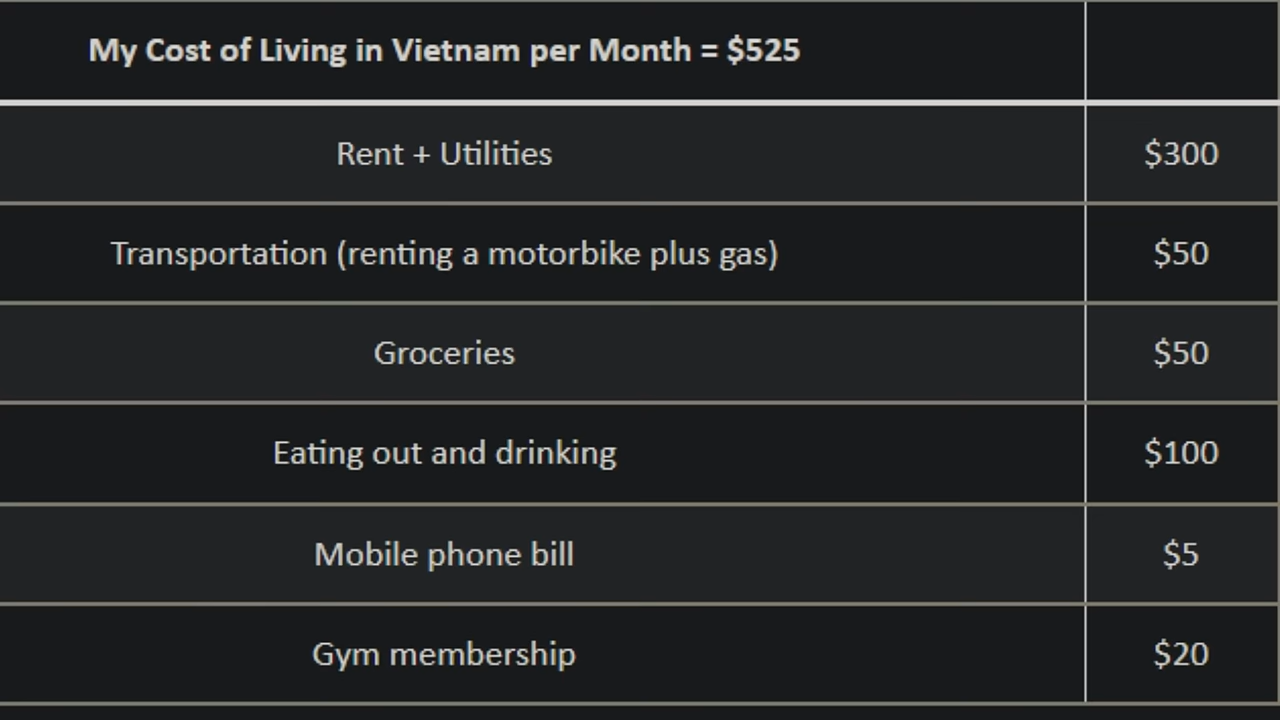 My Cost of Living in Vietnam per Month = $525
Rent + Utilities $300
Transportation (renting a motorbike plus gas) $50
Groceries $50
Eating out and drinking $100
Mobile phone bill $5
Gym membership $20